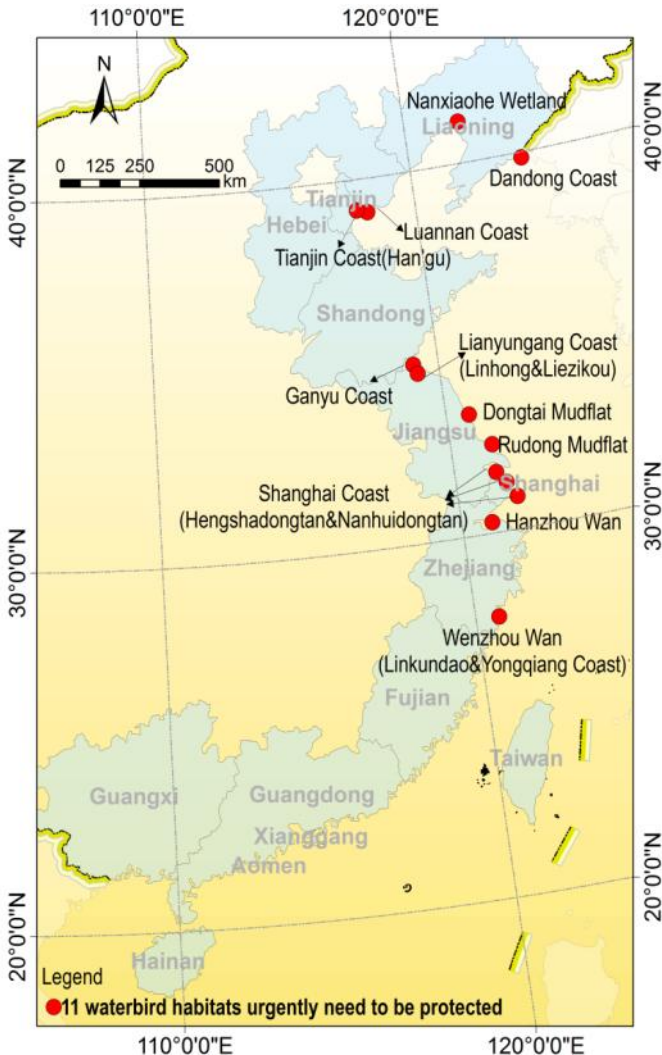 110°0'0"E
120°0'0"E
N
Nanxiaohe Wetland
Liaoning
40°0'0"N
0 125 250 500
km
Dandong Coast
40°0'0"N
Tianjin
Hebei
Luannan Coast
Tianjin Coast(Han'gu)
Shandong
Lianyungang Coast
(Linhong&Liezikou)
Ganyu Coast
Dongtai Mudflat
Jiangsu
Rudong Mudflat
Shanghai
Shanghai Coast
(Hengshadongtan&Nanhuidongtan)
30°0'0"N
Hanzhou Wan
Zhejiang
30°0'0"N
Wenzhou Wan
(Linkundao&Yongqiang Coast)
Fujian
Taiwan
Guangxi
Guangdong
Xianggang
Aomen
20°0'0"N
20°0'0"N
Hainan
Legend
11 waterbird habitats urgently need to be protected
110°0'0"E
120°0'0"E